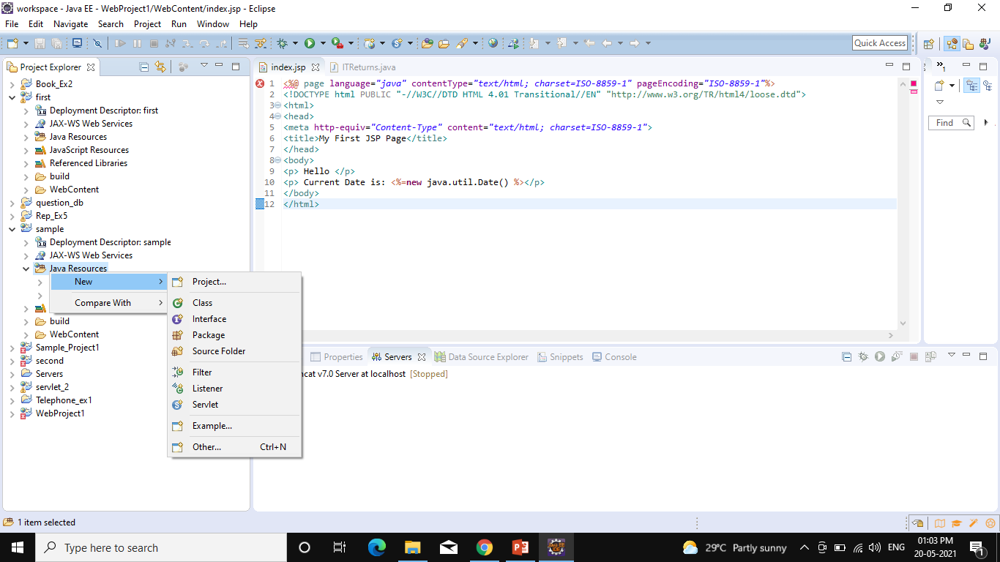 workspace - Java EE - WebProject1/WebContent/index.jsp - Eclipse
File Edit Navigate Search Project Run Window Help
Quick Access
Project Explorer
Book_Ex2
first
Deployment Descriptor: first
JAX-WS Web Services
Java Resources
JavaScript Resources
Referenced Libraries
build
WebContent
question_db
Rep_Ex5
sample
Deployment Descriptor: sample
JAX-WS Web Services
Java Resources
build
WebContent
Sample_Project1
second
Servers
servlet_2
Telephone_ex1
WebProject1
New
Compare With
Project...
Class
Interface
Package
Source Folder
Filter
Listener
Servlet
Example...
Other... Ctrl+N
index.jsp ITReturns.java
1 <%@ page language="java" contentType="text/html; charset=ISO-8859-1" pageEncoding="ISO-8859-1"%>
2 <!DOCTYPE html PUBLIC "-//W3C//DTD HTML 4.01 Transitional//EN" "http://www.w3.org/TR/html4/loose.dtd">
3 <html>
4 <head>
5 <meta http-equiv="Content-Type" content="text/html; charset=ISO-8859-1">
6 <title>My First JSP Page</title>
7 </head>
8 <body>
9 <p> Hello </p>
10 <p> Current Date is: <%=new java.util.Date() %></p>
11 </body>
12 </html>
1
Find
Properties Servers Data Source Explorer Snippets Console
cat v7.0 Server at localhost [Stopped]
1 item selected
Type here to search
29°C Partly sunny
ENG
01:03 PM
20-05-2021
1